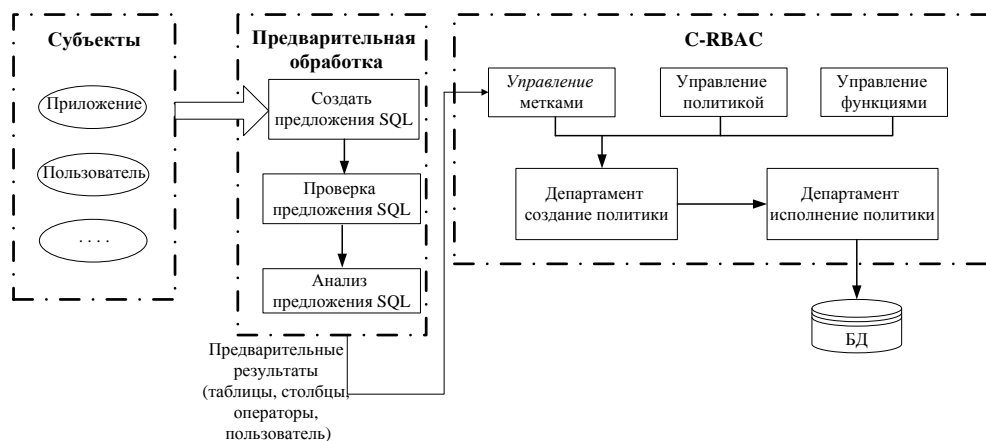 Субъекты
Приложение
Пользователь
. . . .
Предварительная
обработка
Создать
предложения SQL
Проверка
предложения SQL
Анализ
предложения SQL
Предварительные
результаты
(таблицы, столбцы,
операторы,
пользователь)
C-RBAC
Управление
метками
Управление
политикой
Управление
функциями
Департамент
создание политики
Департамент
исполнение политики
БД